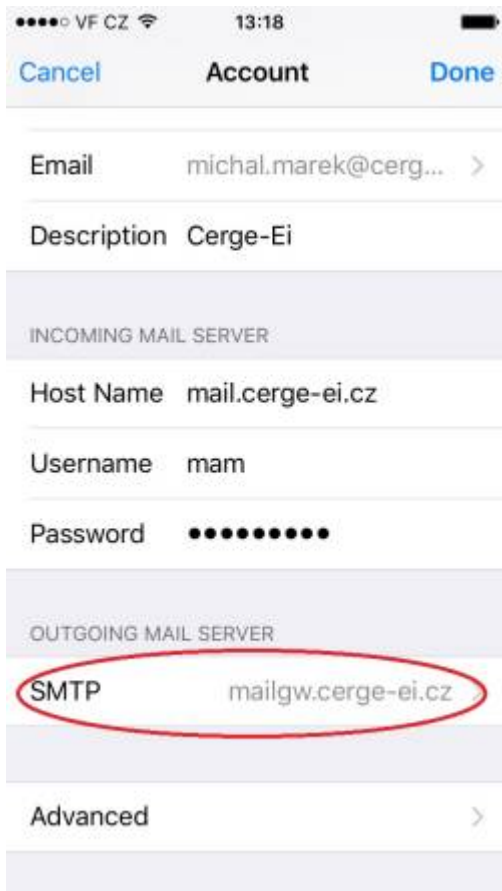 VF CZ 13:18
Cancel Account Done
Email michal.marek@cerg...
Description Cerge-Ei
INCOMING MAIL SERVER
Host Name mail.cerge-ei.cz
Username mam
Password ●●●●●●●●●
OUTGOING MAIL SERVER
SMTP mailgw.cerge-ei.cz
Advanced